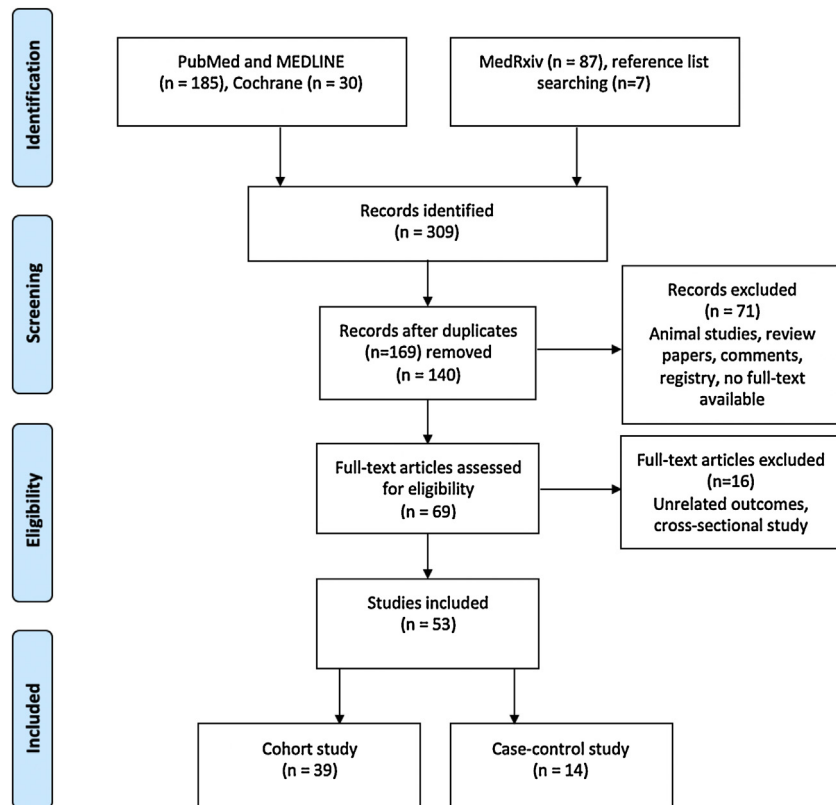 Identification
PubMed and MEDLINE
(n = 185), Cochrane (n = 30)
MedRxiv (n = 87), reference list
searching (n=7)
Records identified
(n = 309)
Screening
Records after duplicates
(n=169) removed
(n = 140)
Records excluded
(n = 71)
Animal studies, review
papers, comments,
registry, no full-text
available
Eligibility
Full-text articles assessed
for eligibility
(n = 69)
Full-text articles excluded
(n=16)
Unrelated outcomes,
cross-sectional study
Studies included
(n = 53)
Included
Cohort study
(n = 39)
Case-control study
(n = 14)